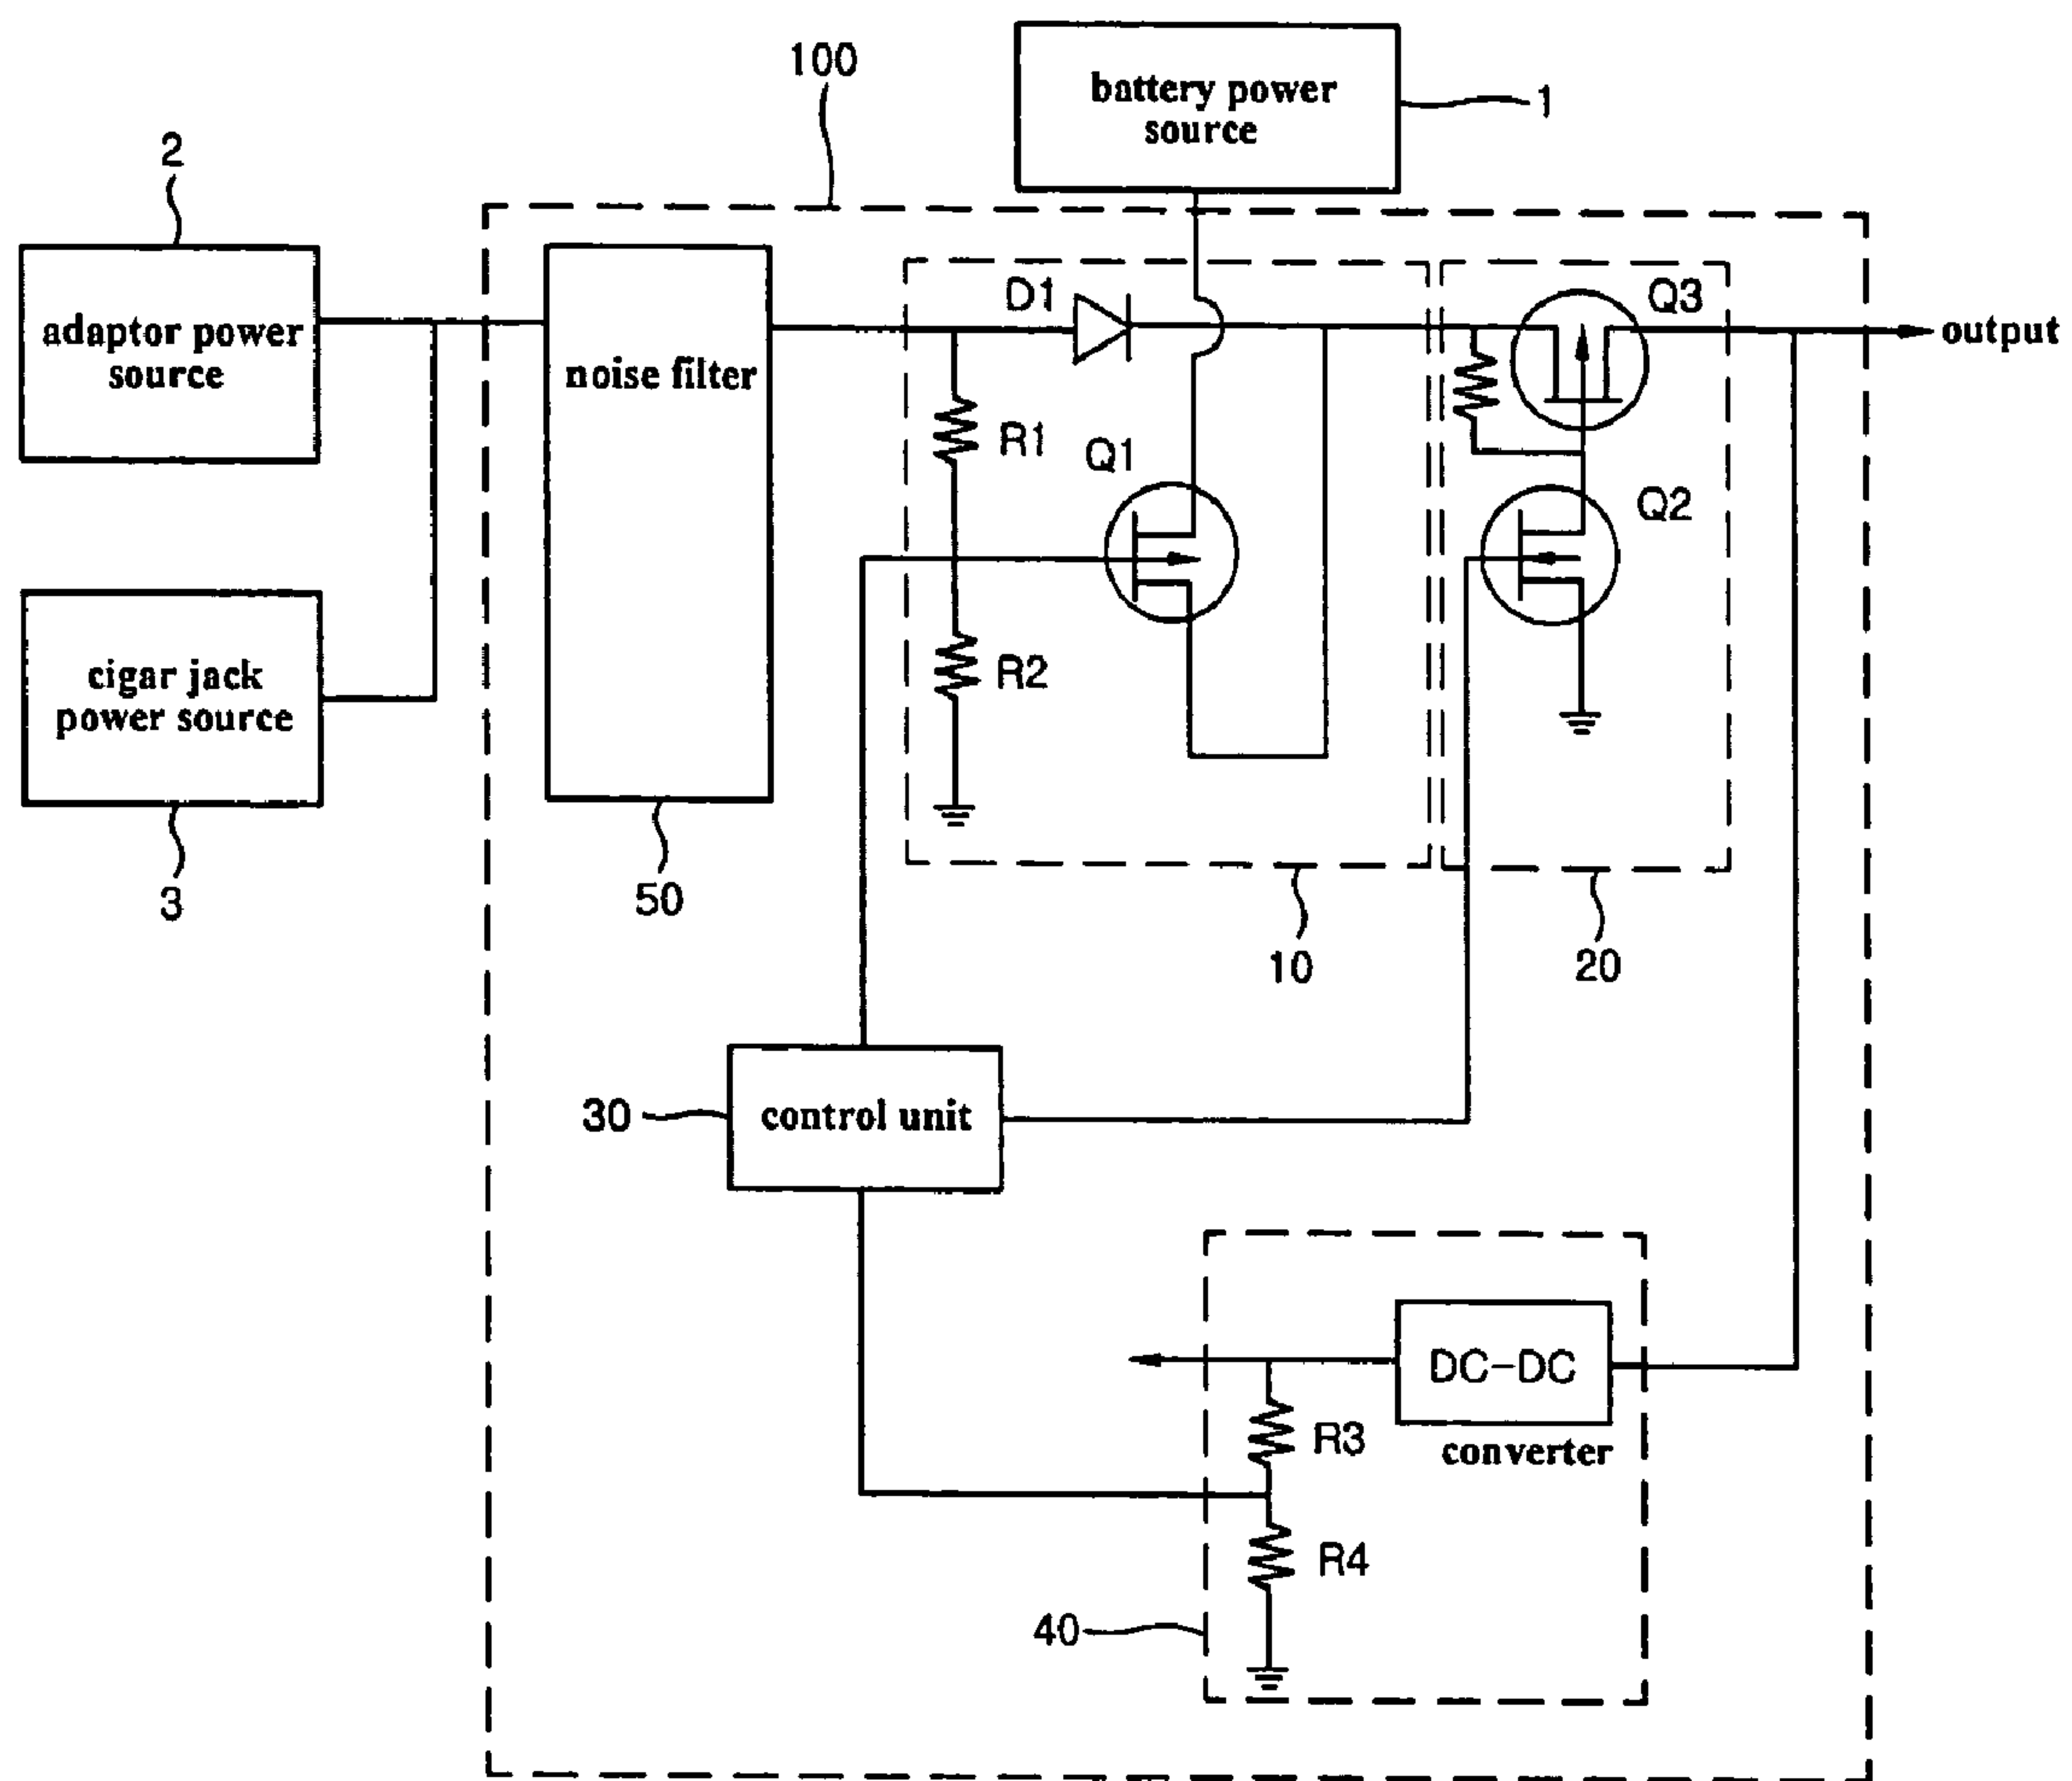 100
battery power
source
1
2
adaptor power
source
noise filter
D1
Q3
output
R1
Q1
Q2
cigar jack
power source
R2
3
50
10
20
30
control unit
DC-DC
converter
R3
R4
40